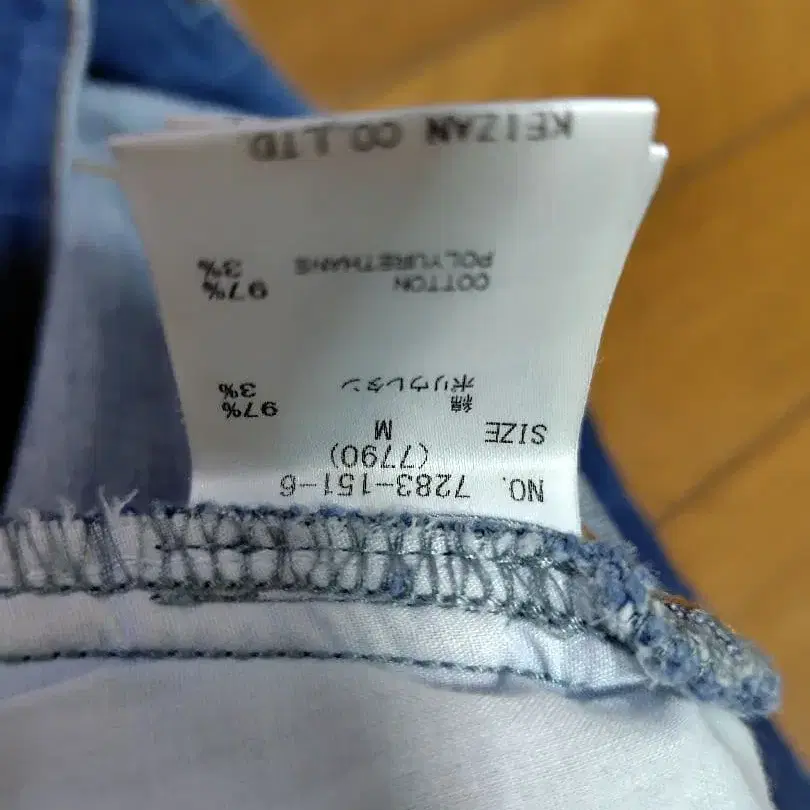 NO. 7283-151-6
(7790)
SIZE M
綿 97%
ポリウレタン 3%
COTTON 97%
POLYURETHANE 3%
KEIZAN CO.LTD